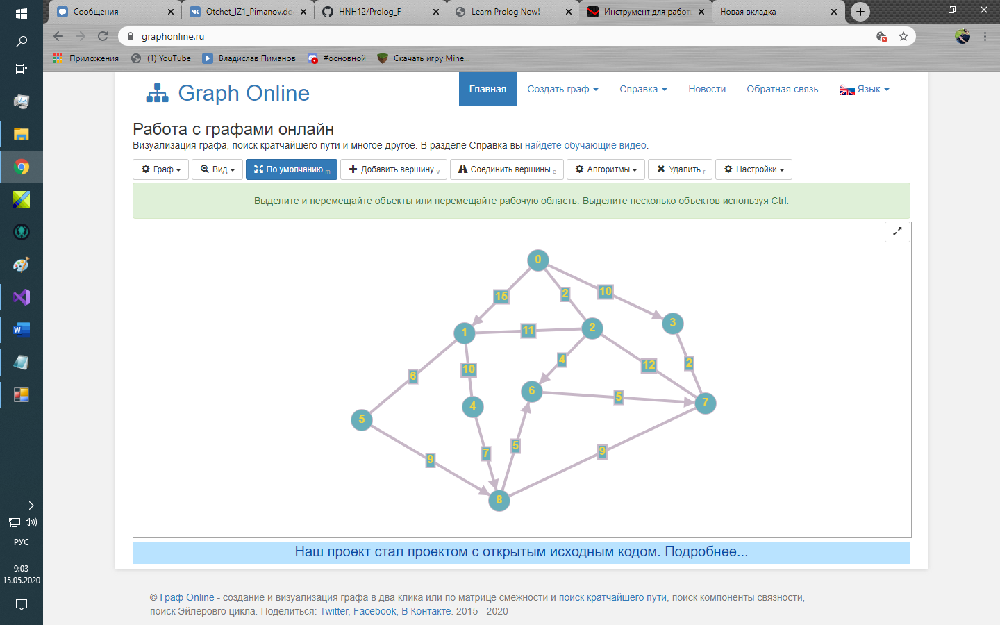 Сообщения
Otchet_IZ1_Pimanov.do
HNH12/Prolog_F
Learn Prolog Now!
Инструмент для работ
Новая вкладка
graphonline.ru
Приложения
(1) YouTube
Владислав Пиманов
#основной
Скачать игру Mine...
Graph Online
Главная
Создать граф
Справка
Новости
Обратная связь
Язык
Работа с графами онлайн
Визуализация графа, поиск кратчайшего пути и многое другое. В разделе Справка вы найдете обучающие видео.
Граф
Вид
По умолчанию m
Добавить вершину v
Соединить вершины e
Алгоритмы
Удалить r
Настройки
Выделите и перемещайте объекты или перемещайте рабочую область. Выделите несколько объектов используя Ctrl.
0
15
2
10
3
1
11
2
6
10
4
12
2
6
5
7
5
4
9
7
5
9
8
Наш проект стал проектом с открытым исходным кодом. Подробнее...
© Граф Online - создание и визуализация графа в два клика или по матрице смежности и поиск кратчайшего пути, поиск компоненты связности,
поиск Эйлерового цикла. Поделиться: Twitter, Facebook, В Контакте. 2015 - 2020
РУС
9:03
15.05.2020